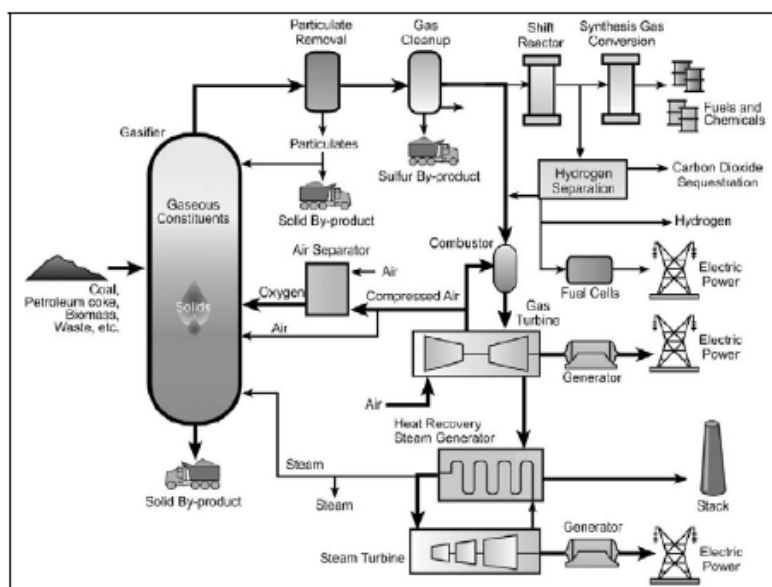 Particulate
Removal
Gas
Cleanup
Shift
Reactor
Synthesis Gas
Conversion
Gasifier
Particulates
Fuels and
Chemicals
Sulfur By-product
Solid By-product
Gaseous
Constituents
Hydrogen
Separation
Carbon Dioxide
Sequestration
Hydrogen
Combustor
Air Separator
Air
Oxygen
Compressed Air
Fuel Cells
Electric
Power
Coal,
Petroleum coke,
Biomass,
Waste, etc.
Solids
Air
Gas
Turbine
Generator
Electric
Power
Air
Heat Recovery
Steam Generator
Steam
Steam
Stack
Solid By-product
Generator
Steam Turbine
Electric
Power